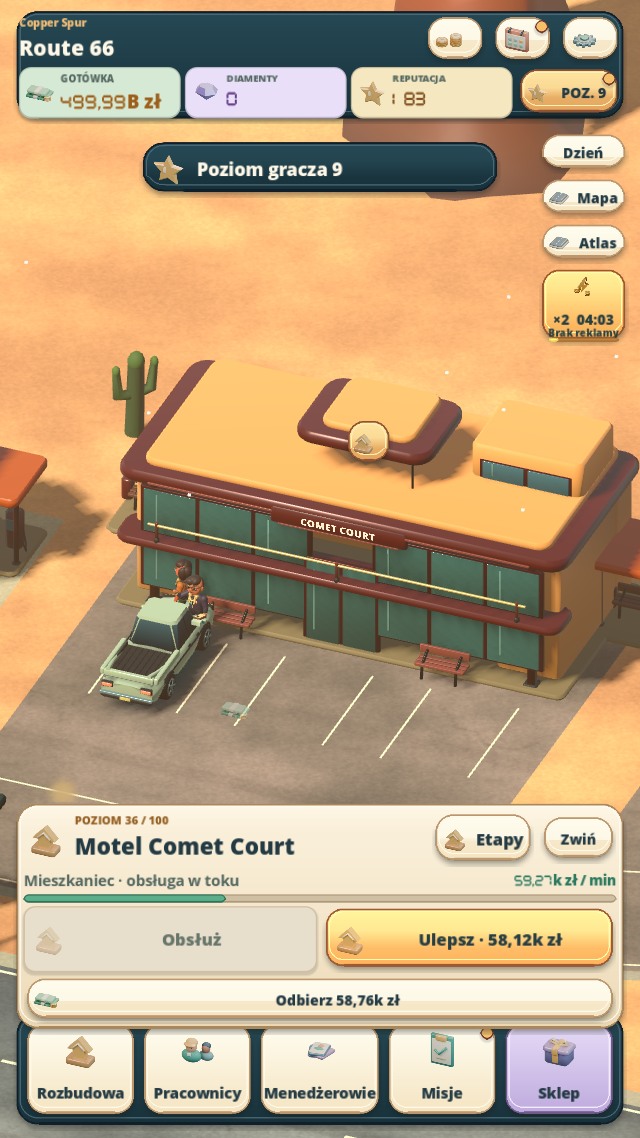 Copper Spur
Route 66
GOTÓWKA
499,99B zł
DIAMENTY
0
REPUTACJA
183
POZ. 9
Poziom gracza 9
Dzień
Mapa
Atlas
×2 04:03
Brak reklamy
COMET COURT
POZIOM 36 / 100
Motel Comet Court
Etapy
Zwiń
Mieszkaniec · obsługa w toku
59,27k zł / min
Obsłuż
Ulepsz · 58,12k zł
Odbierz 58,76k zł
Rozbudowa
Pracownicy
Menedżerowie
Misje
Sklep